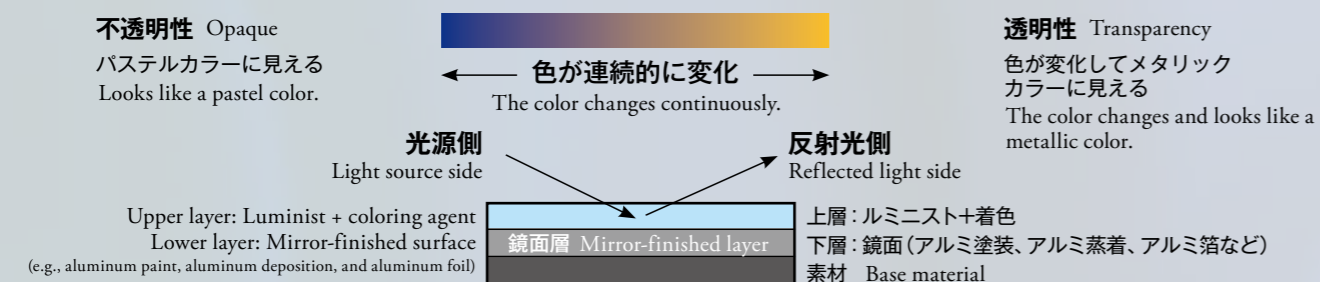 不透明性 Opaque
パステルカラーに見える
Looks like a pastel color.
色が連続的に変化
The color changes continuously.
透明性 Transparency
色が変化してメタリック
カラーに見える
The color changes and looks like a
metallic color.
光源側
Light source side
反射光側
Reflected light side
Upper layer: Luminist + coloring agent
Lower layer: Mirror-finished surface
(e.g., aluminum paint, aluminum deposition, and aluminum foil)
鏡面層 Mirror-finished layer
上層：ルミニスト＋着色
下層：鏡面（アルミ塗装、アルミ蒸着、アルミ箔など）
素材 Base material